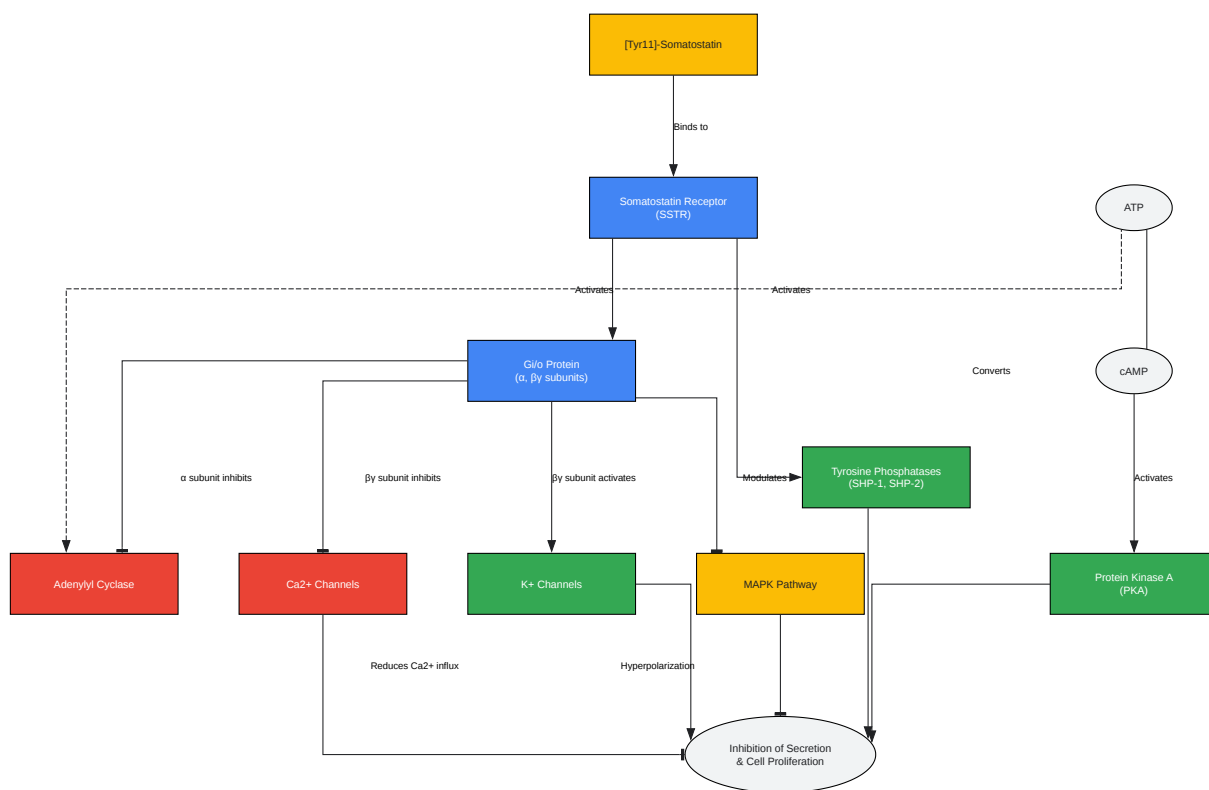 [Tyr11]-Somatostatin
Binds to
Somatostatin Receptor
(SSTR)
ATP
Activates
Activates
Gi/o Protein
(α, βγ subunits)
Converts
cAMP
α subunit inhibits
βγ subunit inhibits
βγ subunit activates
Modulates
Tyrosine Phosphatases
(SHP-1, SHP-2)
Activates
Adenylyl Cyclase
Ca2+ Channels
K+ Channels
MAPK Pathway
Protein Kinase A
(PKA)
Reduces Ca2+ influx
Hyperpolarization
Inhibition of Secretion
& Cell Proliferation